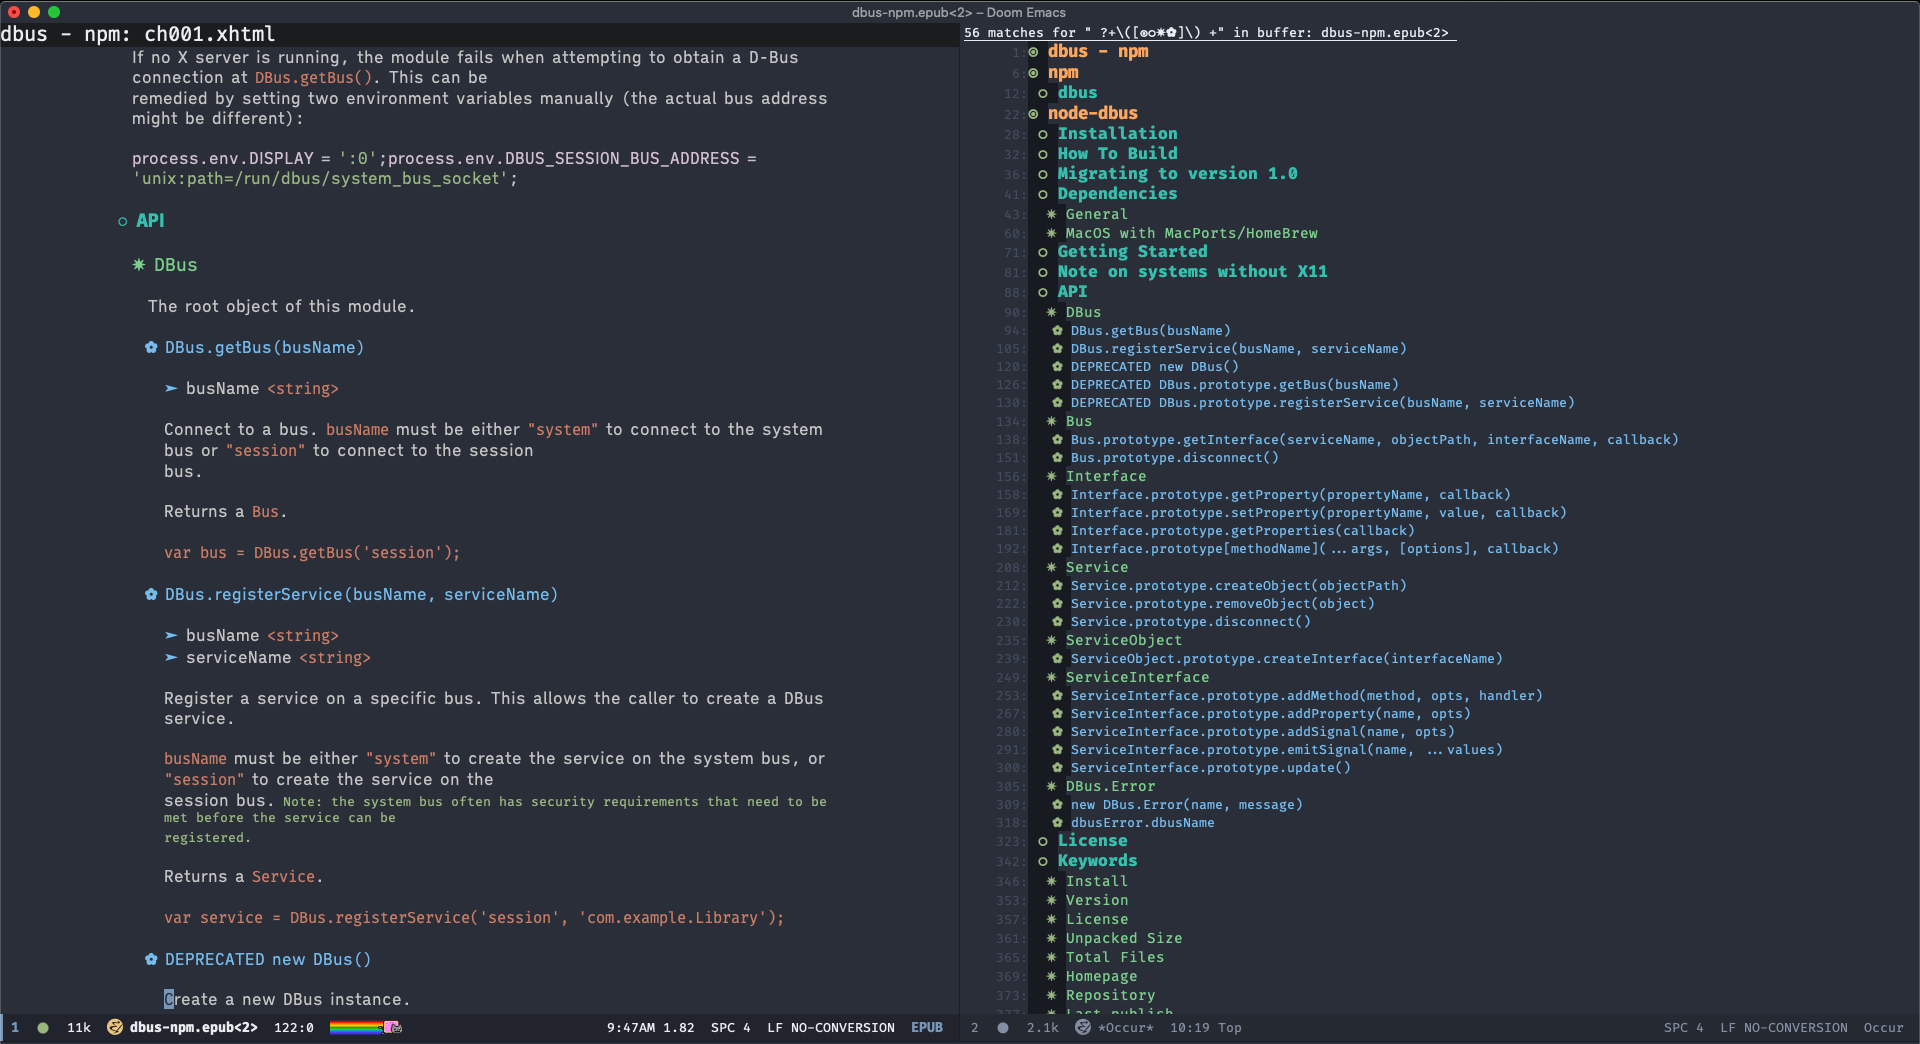 dbus-npm.epub<2> – Doom Emacs
dbus - npm: ch001.xhtml
If no X server is running, the module fails when attempting to obtain a D-Bus
connection at DBus.getBus(). This can be
remedied by setting two environment variables manually (the actual bus address
might be different):
process.env.DISPLAY = ':0';process.env.DBUS_SESSION_BUS_ADDRESS =
'unix:path=/run/dbus/system_bus_socket';
○ API
✷ DBus
The root object of this module.
✿ DBus.getBus(busName)
➤ busName <string>
Connect to a bus. busName must be either "system" to connect to the system
bus or "session" to connect to the session
bus.
Returns a Bus.
var bus = DBus.getBus('session');
✿ DBus.registerService(busName, serviceName)
➤ busName <string>
➤ serviceName <string>
Register a service on a specific bus. This allows the caller to create a DBus
service.
busName must be either "system" to create the service on the system bus, or
"session" to create the service on the
session bus. Note: the system bus often has security requirements that need to be
met before the service can be
registered.
Returns a Service.
var service = DBus.registerService('session', 'com.example.Library');
✿ DEPRECATED new DBus()
Create a new DBus instance.
1 ● 11k dbus-npm.epub<2> 122:0 9:47AM 1.82 SPC 4 LF NO-CONVERSION EPUB
56 matches for " ?+\([◉○✷✿]\) +" in buffer: dbus-npm.epub<2>
1:◉ dbus - npm
6:◉ npm
12: ○ dbus
22:◉ node-dbus
28: ○ Installation
32: ○ How To Build
36: ○ Migrating to version 1.0
41: ○ Dependencies
43: ✷ General
60: ✷ MacOS with MacPorts/HomeBrew
71: ○ Getting Started
81: ○ Note on systems without X11
88: ○ API
90: ✷ DBus
94: ✿ DBus.getBus(busName)
105: ✿ DBus.registerService(busName, serviceName)
120: ✿ DEPRECATED new DBus()
126: ✿ DEPRECATED DBus.prototype.getBus(busName)
130: ✿ DEPRECATED DBus.prototype.registerService(busName, serviceName)
134: ✷ Bus
138: ✿ Bus.prototype.getInterface(serviceName, objectPath, interfaceName, callback)
151: ✿ Bus.prototype.disconnect()
156: ✷ Interface
158: ✿ Interface.prototype.getProperty(propertyName, callback)
169: ✿ Interface.prototype.setProperty(propertyName, value, callback)
181: ✿ Interface.prototype.getProperties(callback)
192: ✿ Interface.prototype[methodName](...args, [options], callback)
208: ✷ Service
212: ✿ Service.prototype.createObject(objectPath)
222: ✿ Service.prototype.removeObject(object)
230: ✿ Service.prototype.disconnect()
235: ✷ ServiceObject
239: ✿ ServiceObject.prototype.createInterface(interfaceName)
249: ✷ ServiceInterface
253: ✿ ServiceInterface.prototype.addMethod(method, opts, handler)
267: ✿ ServiceInterface.prototype.addProperty(name, opts)
280: ✿ ServiceInterface.prototype.addSignal(name, opts)
291: ✿ ServiceInterface.prototype.emitSignal(name, ...values)
300: ✿ ServiceInterface.prototype.update()
305: ✷ DBus.Error
309: ✿ new DBus.Error(name, message)
318: ✿ dbusError.dbusName
323: ○ License
342: ○ Keywords
346: ✷ Install
353: ✷ Version
357: ✷ License
361: ✷ Unpacked Size
365: ✷ Total Files
369: ✷ Homepage
373: ✷ Repository
377: ✷ Last publish
2 ● 2.1k *Occur* 10:19 Top SPC 4 LF NO-CONVERSION Occur